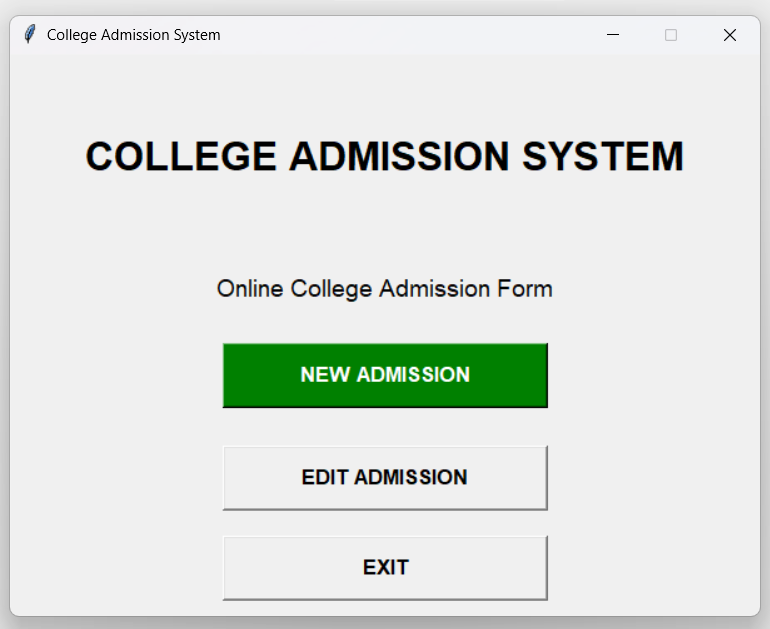 College Admission System
COLLEGE ADMISSION SYSTEM
Online College Admission Form
NEW ADMISSION
EDIT ADMISSION
EXIT